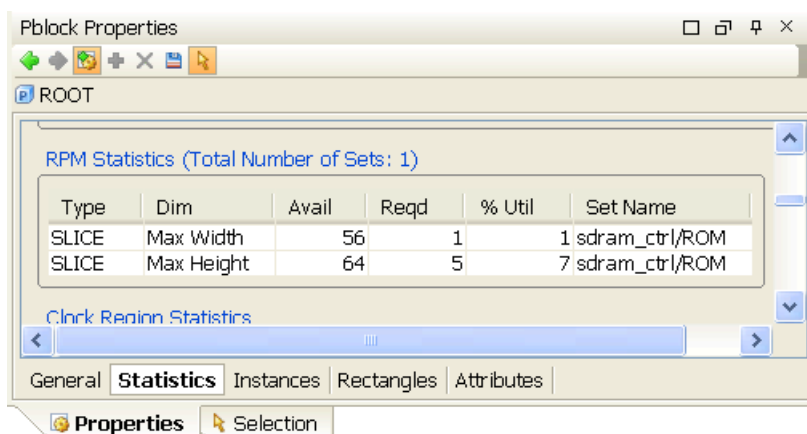 Pblock Properties
ROOT
RPM Statistics (Total Number of Sets: 1)
Type Dim Avail Reqd % Util Set Name
SLICE Max Width 56 1 1 sdram_ctrl/ROM
SLICE Max Height 64 5 7 sdram_ctrl/ROM
Clock Region Statistics
General Statistics Instances Rectangles Attributes
Properties Selection